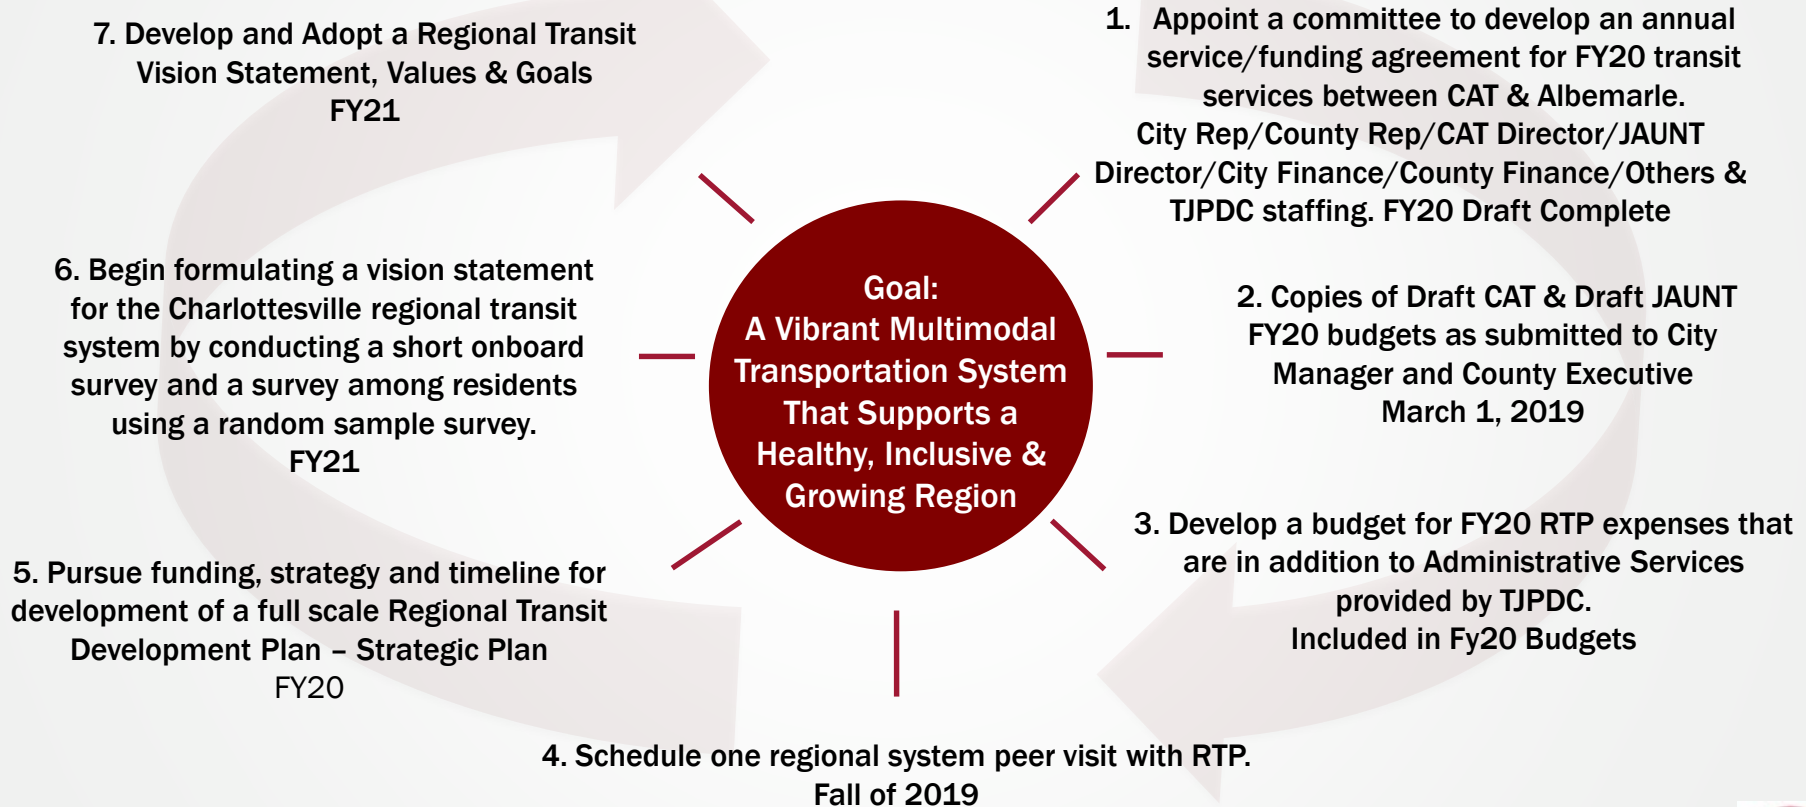 1. Appoint a committee to develop an annual
service/funding agreement for FY20 transit
services between CAT & Albemarle.
City Rep/County Rep/CAT Director/JAUNT
Director/City Finance/County Finance/Others &
TJPDC staffing. FY20 Draft Complete
2. Copies of Draft CAT & Draft JAUNT
FY20 budgets as submitted to City
Manager and County Executive
March 1, 2019
3. Develop a budget for FY20 RTP expenses that
are in addition to Administrative Services
provided by TJPDC.
Included in Fy20 Budgets
4. Schedule one regional system peer visit with RTP.
Fall of 2019
5. Pursue funding, strategy and timeline for
development of a full scale Regional Transit
Development Plan – Strategic Plan
FY20
6. Begin formulating a vision statement
for the Charlottesville regional transit
system by conducting a short onboard
survey and a survey among residents
using a random sample survey.
FY21
7. Develop and Adopt a Regional Transit
Vision Statement, Values & Goals
FY21
Goal:
A Vibrant Multimodal
Transportation System
That Supports a
Healthy, Inclusive &
Growing Region